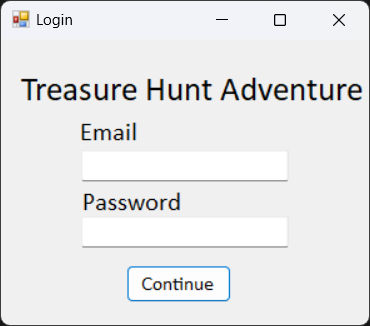 Login
Treasure Hunt Adventure
Email
Password
Continue